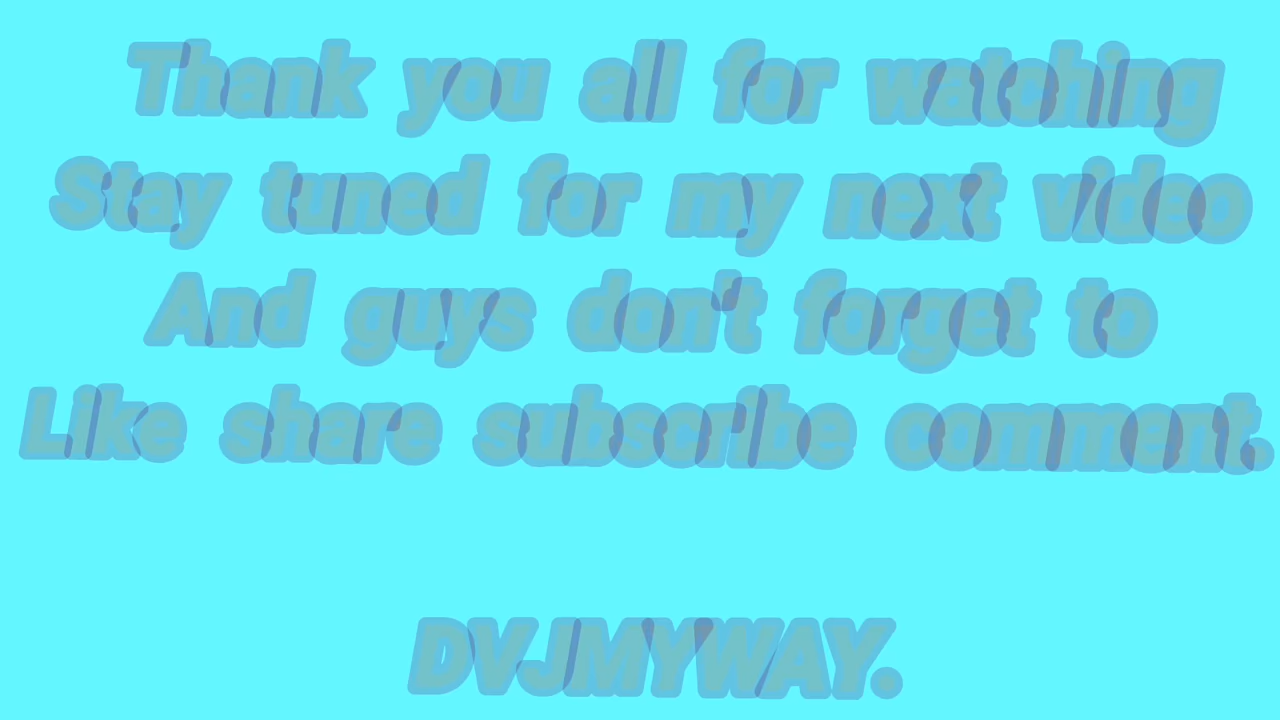 Thank you all for watching
Stay tuned for my next video
And guys don't forget to
Like share subscribe comment.
DVJMYWAY.